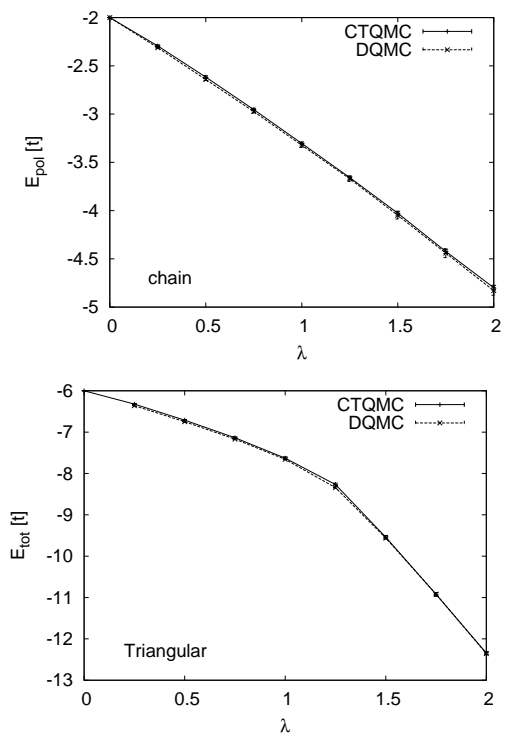 -2
-2.5
-3
-3.5
-4
-4.5
-5
E_pol [t]
CTQMC
DQMC
chain
0 0.5 1 1.5 2
λ
-6
-7
-8
-9
-10
-11
-12
-13
E_tot [t]
CTQMC
DQMC
Triangular
0 0.5 1 1.5 2
λ